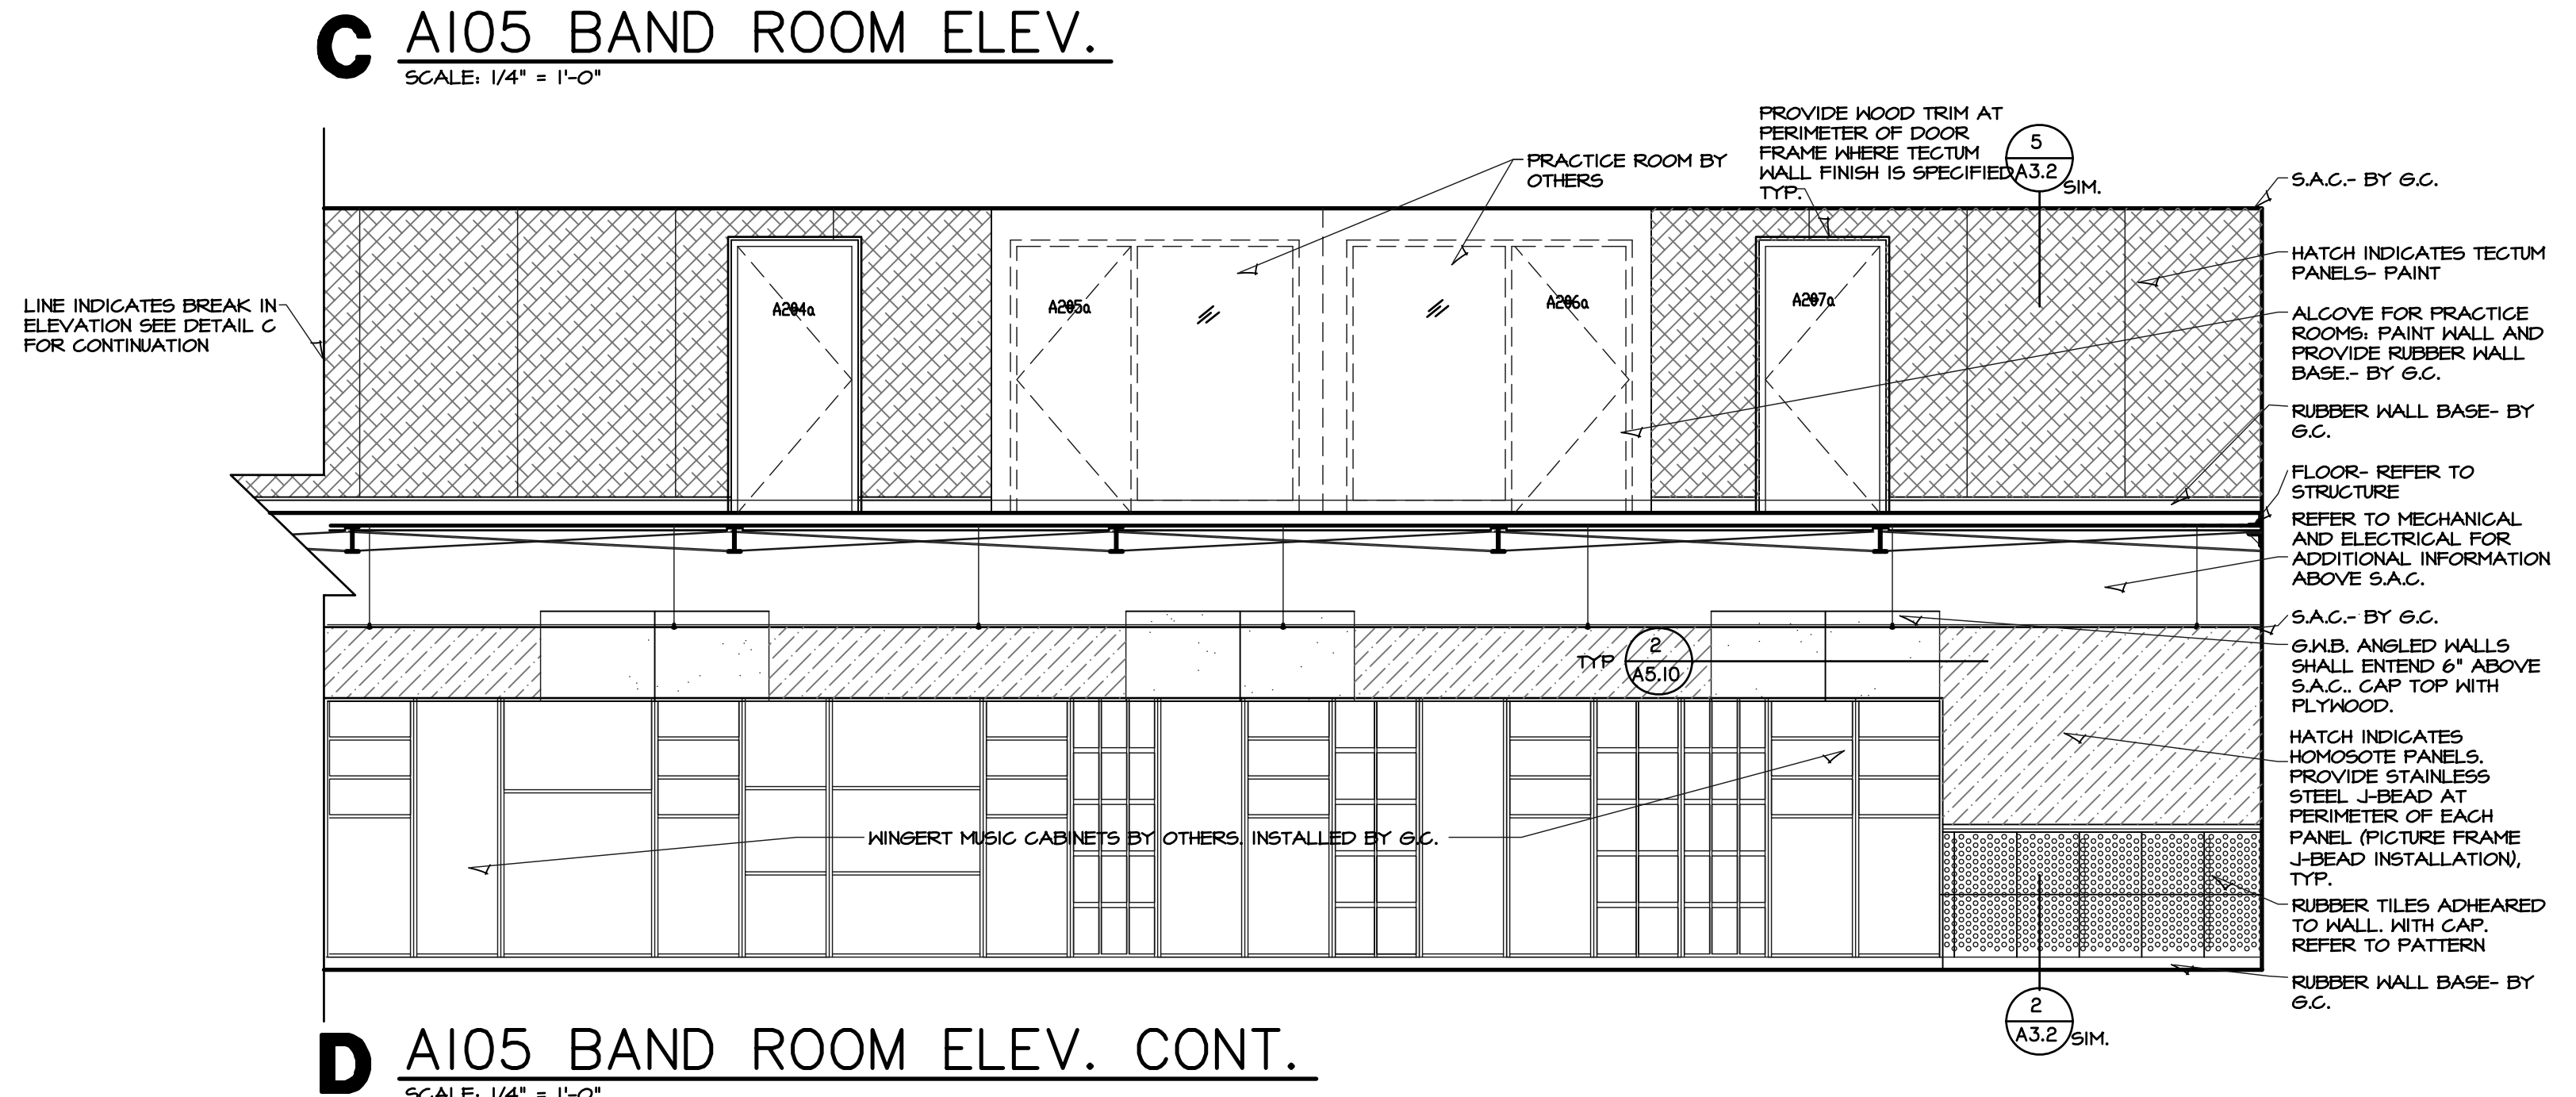 C A105 BAND ROOM ELEV.
SCALE: 1/4" = 1'-0"
PROVIDE WOOD TRIM AT
PERIMETER OF DOOR
FRAME WHERE TECTUM
WALL FINISH IS SPECIFIED
TYP.
5
A3.2
SIM.
PRACTICE ROOM BY
OTHERS
S.A.C.- BY G.C.
HATCH INDICATES TECTUM
PANELS- PAINT
LINE INDICATES BREAK IN
ELEVATION SEE DETAIL C
FOR CONTINUATION
A204a
A205a
A206a
A207a
ALCOVE FOR PRACTICE
ROOMS: PAINT WALL AND
PROVIDE RUBBER WALL
BASE.- BY G.C.
RUBBER WALL BASE- BY
G.C.
FLOOR- REFER TO
STRUCTURE
REFER TO MECHANICAL
AND ELECTRICAL FOR
ADDITIONAL INFORMATION
ABOVE S.A.C.
S.A.C.- BY G.C.
G.W.B. ANGLED WALLS
SHALL ENTEND 6" ABOVE
S.A.C.. CAP TOP WITH
PLYWOOD.
TYP
2
A5.10
HATCH INDICATES
HOMOSOTE PANELS.
PROVIDE STAINLESS
STEEL J-BEAD AT
PERIMETER OF EACH
PANEL (PICTURE FRAME
J-BEAD INSTALLATION),
TYP.
WINGERT MUSIC CABINETS BY OTHERS. INSTALLED BY G.C.
RUBBER TILES ADHEARED
TO WALL. WITH CAP.
REFER TO PATTERN
RUBBER WALL BASE- BY
G.C.
2
A3.2
SIM.
D A105 BAND ROOM ELEV. CONT.
SCALE: 1/4" = 1'-0"